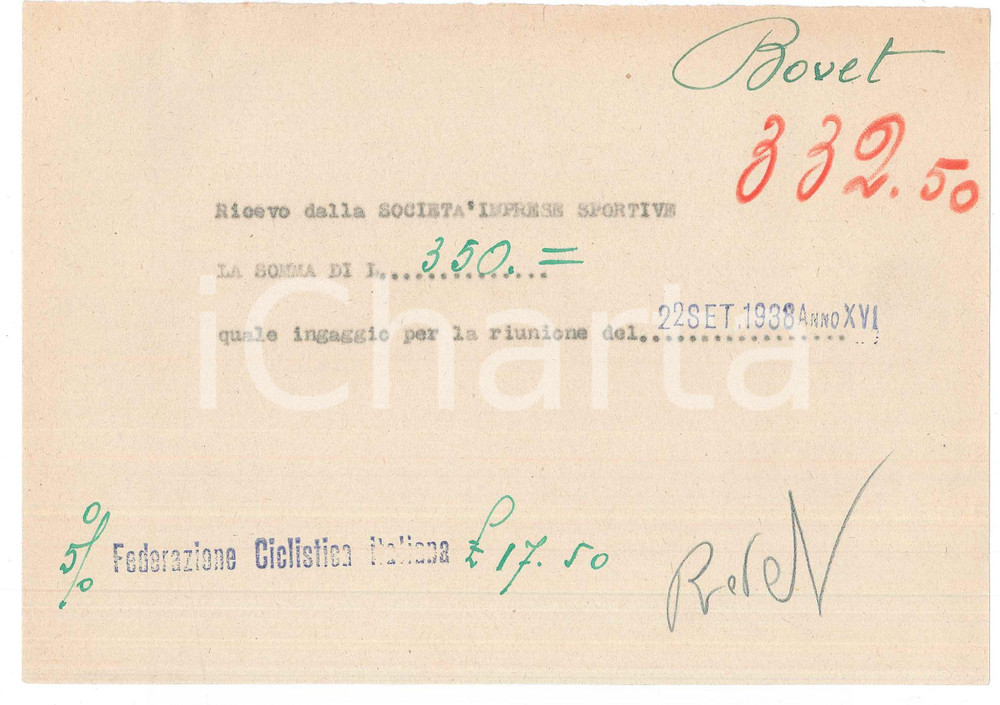 Bovet
332.50
Ricevo dalla SOCIETA'IMPRESE SPORTIVE
LA SOMMA DI L. 350. =
quale ingaggio per la riunione del 22 SET. 1938 ANNO XVI
iCharta
5% Federazione Ciclistica Italiana £ 17.50